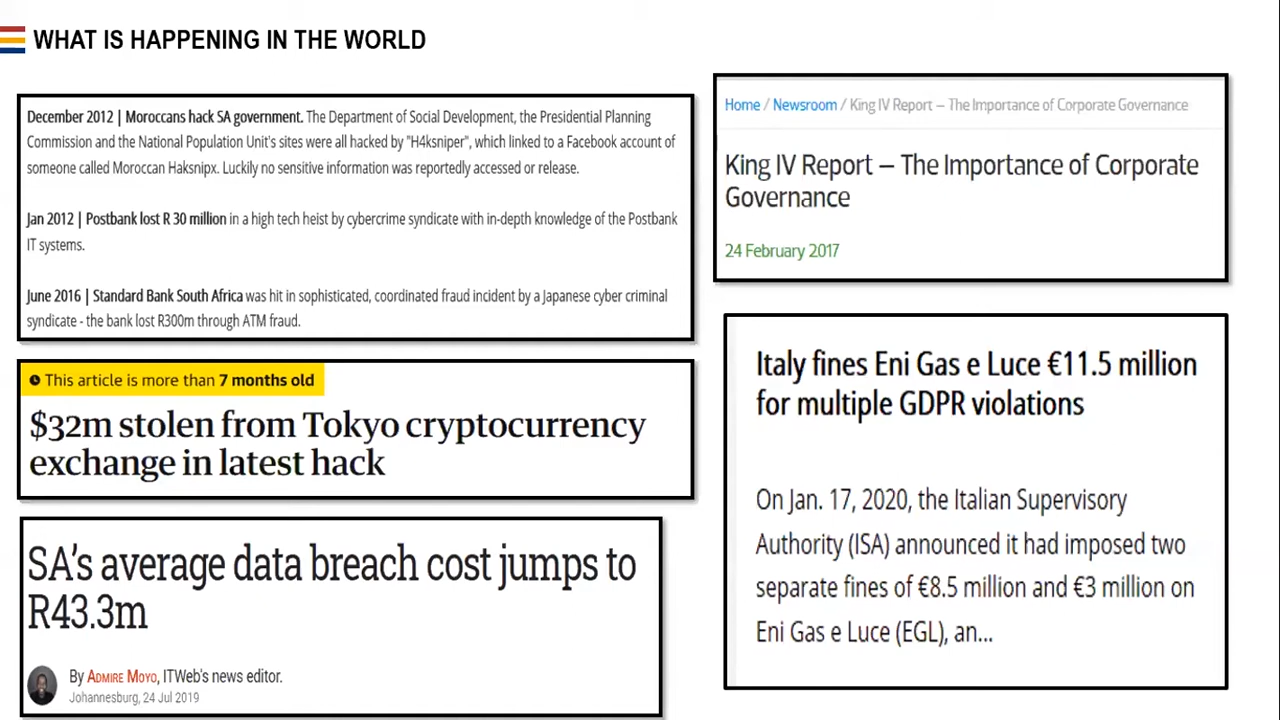 WHAT IS HAPPENING IN THE WORLD
December 2012 | Moroccans hack SA government. The Department of Social Development, the Presidential Planning
Commission and the National Population Unit's sites were all hacked by "H4ksniper", which linked to a Facebook account of
someone called Moroccan Haksnipx. Luckily no sensitive information was reportedly accessed or release.
Jan 2012 | Postbank lost R 30 million in a high tech heist by cybercrime syndicate with in-depth knowledge of the Postbank
IT systems.
June 2016 | Standard Bank South Africa was hit in sophisticated, coordinated fraud incident by a Japanese cyber criminal
syndicate - the bank lost R300m through ATM fraud.
This article is more than 7 months old
$32m stolen from Tokyo cryptocurrency
exchange in latest hack
SA's average data breach cost jumps to
R43.3m
By ADMIRE MOYO, ITWeb's news editor.
Johannesburg, 24 Jul 2019
Home / Newsroom / King IV Report – The Importance of Corporate Governance
King IV Report – The Importance of Corporate
Governance
24 February 2017
Italy fines Eni Gas e Luce €11.5 million
for multiple GDPR violations
On Jan. 17, 2020, the Italian Supervisory
Authority (ISA) announced it had imposed two
separate fines of €8.5 million and €3 million on
Eni Gas e Luce (EGL), an...